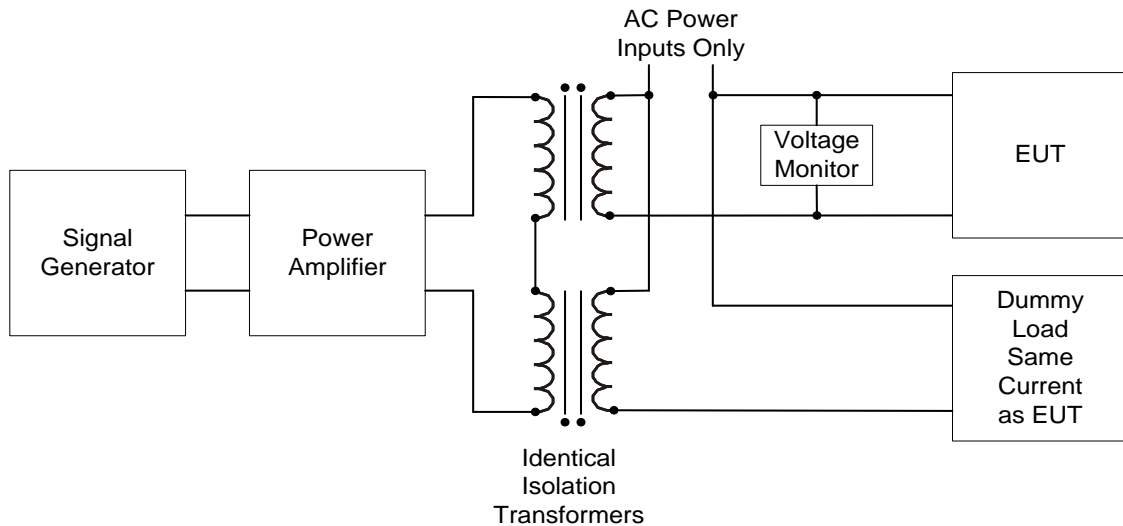 AC Power
Inputs Only
Voltage
Monitor
EUT
Signal
Generator
Power
Amplifier
Dummy
Load
Same
Current
as EUT
Identical
Isolation
Transformers